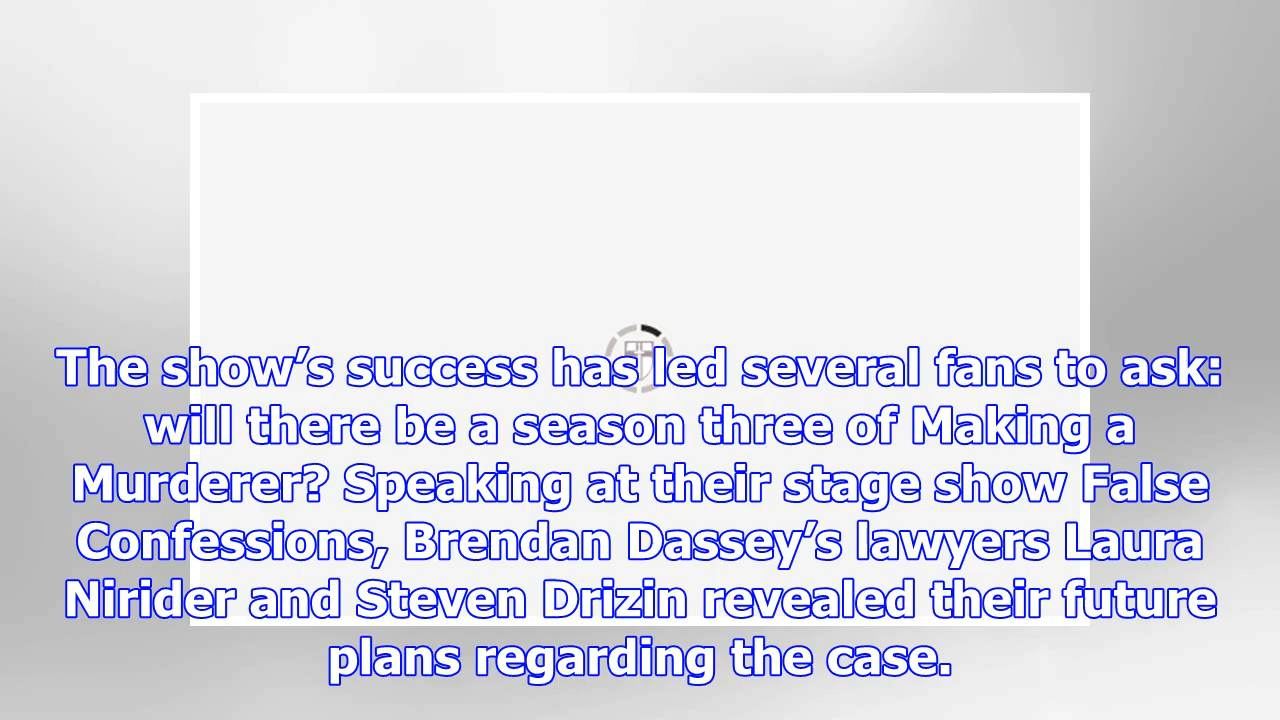 The show’s success has led several fans to ask:
will there be a season three of Making a
Murderer? Speaking at their stage show False
Confessions, Brendan Dassey’s lawyers Laura
Nirider and Steven Drizin revealed their future
plans regarding the case.